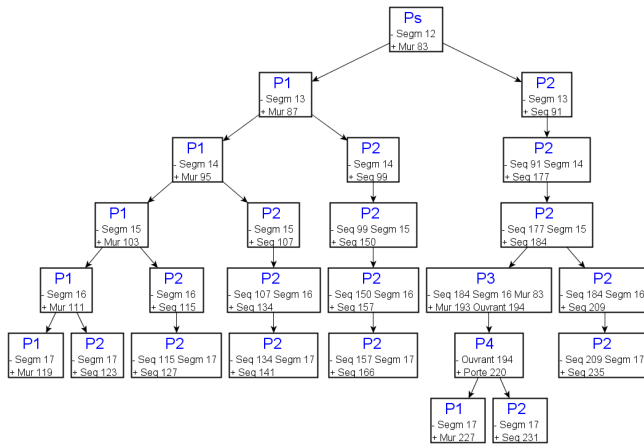 Ps
- Segm 12
+ Mur 83
P1
- Segm 13
+ Mur 87
P2
- Segm 13
+ Seq 91
P1
- Segm 14
+ Mur 95
P2
- Segm 14
+ Seq 99
P2
- Seq 91 Segm 14
+ Seq 177
P1
- Segm 15
+ Mur 103
P2
- Segm 15
+ Seq 107
P2
- Seq 99 Segm 15
+ Seq 150
P2
- Seq 177 Segm 15
+ Seq 184
P1
- Segm 16
+ Mur 111
P2
- Segm 16
+ Seq 115
P2
- Seq 107 Segm 16
+ Seq 134
P2
- Seq 150 Segm 16
+ Seq 157
P3
- Seq 184 Segm 16 Mur 83
+ Mur 193 Ouvrant 194
P2
- Seq 184 Segm 16
+ Seq 209
P1
- Segm 17
+ Mur 119
P2
- Segm 17
+ Seq 123
P2
- Seq 115 Segm 17
+ Seq 127
P2
- Seq 134 Segm 17
+ Seq 141
P2
- Seq 157 Segm 17
+ Seq 166
P4
- Ouvrant 194
+ Porte 220
P2
- Seq 209 Segm 17
+ Seq 235
P1
- Segm 17
+ Mur 227
P2
- Segm 17
+ Seq 231